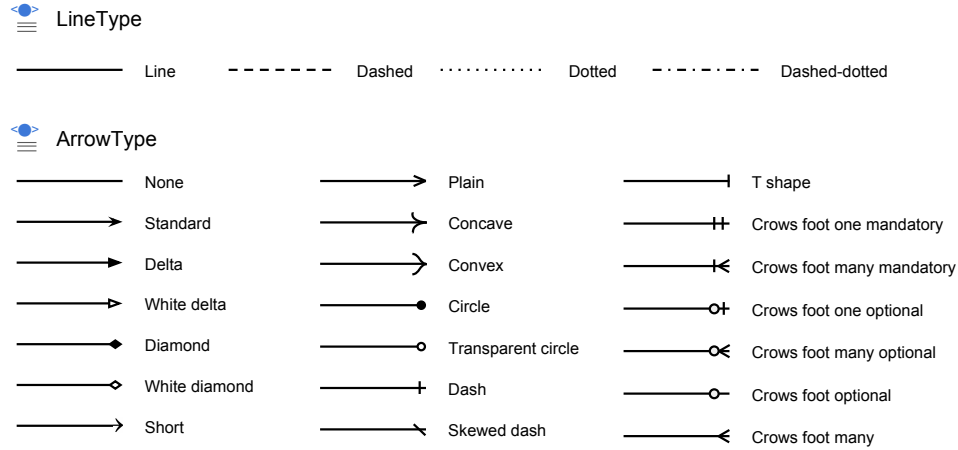 LineType
Line Dashed Dotted Dashed-dotted
ArrowType
None Plain T shape
Standard Concave Crows foot one mandatory
Delta Convex Crows foot many mandatory
White delta Circle Crows foot one optional
Diamond Transparent circle Crows foot many optional
White diamond Dash Crows foot optional
Short Skewed dash Crows foot many